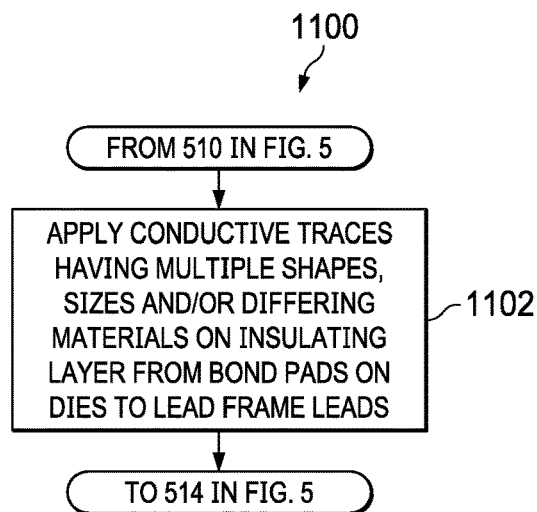 1100
FROM 510 IN FIG. 5
APPLY CONDUCTIVE TRACES
HAVING MULTIPLE SHAPES,
SIZES AND/OR DIFFERING
MATERIALS ON INSULATING
LAYER FROM BOND PADS ON
DIES TO LEAD FRAME LEADS
1102
TO 514 IN FIG. 5